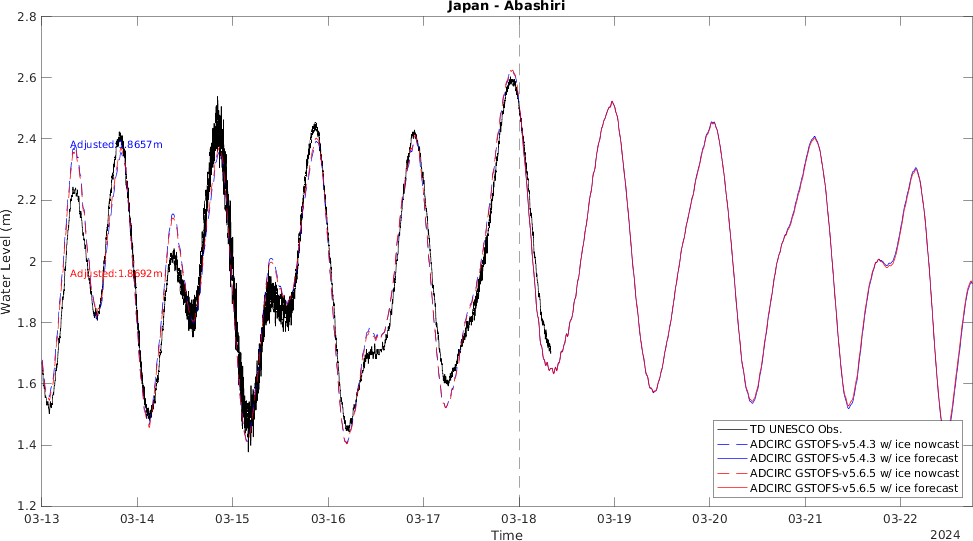 Japan - Abashiri
2.8
2.6
2.4
2.2
2
1.8
1.6
1.4
1.2
Water Level (m)
Adjusted:1.8657m
Adjusted:1.8692m
TD UNESCO Obs.
ADCIRC GSTOFS-v5.4.3 w/ ice nowcast
ADCIRC GSTOFS-v5.4.3 w/ ice forecast
ADCIRC GSTOFS-v5.6.5 w/ ice nowcast
ADCIRC GSTOFS-v5.6.5 w/ ice forecast
03-13 03-14 03-15 03-16 03-17 03-18 03-19 03-20 03-21 03-22
Time
2024